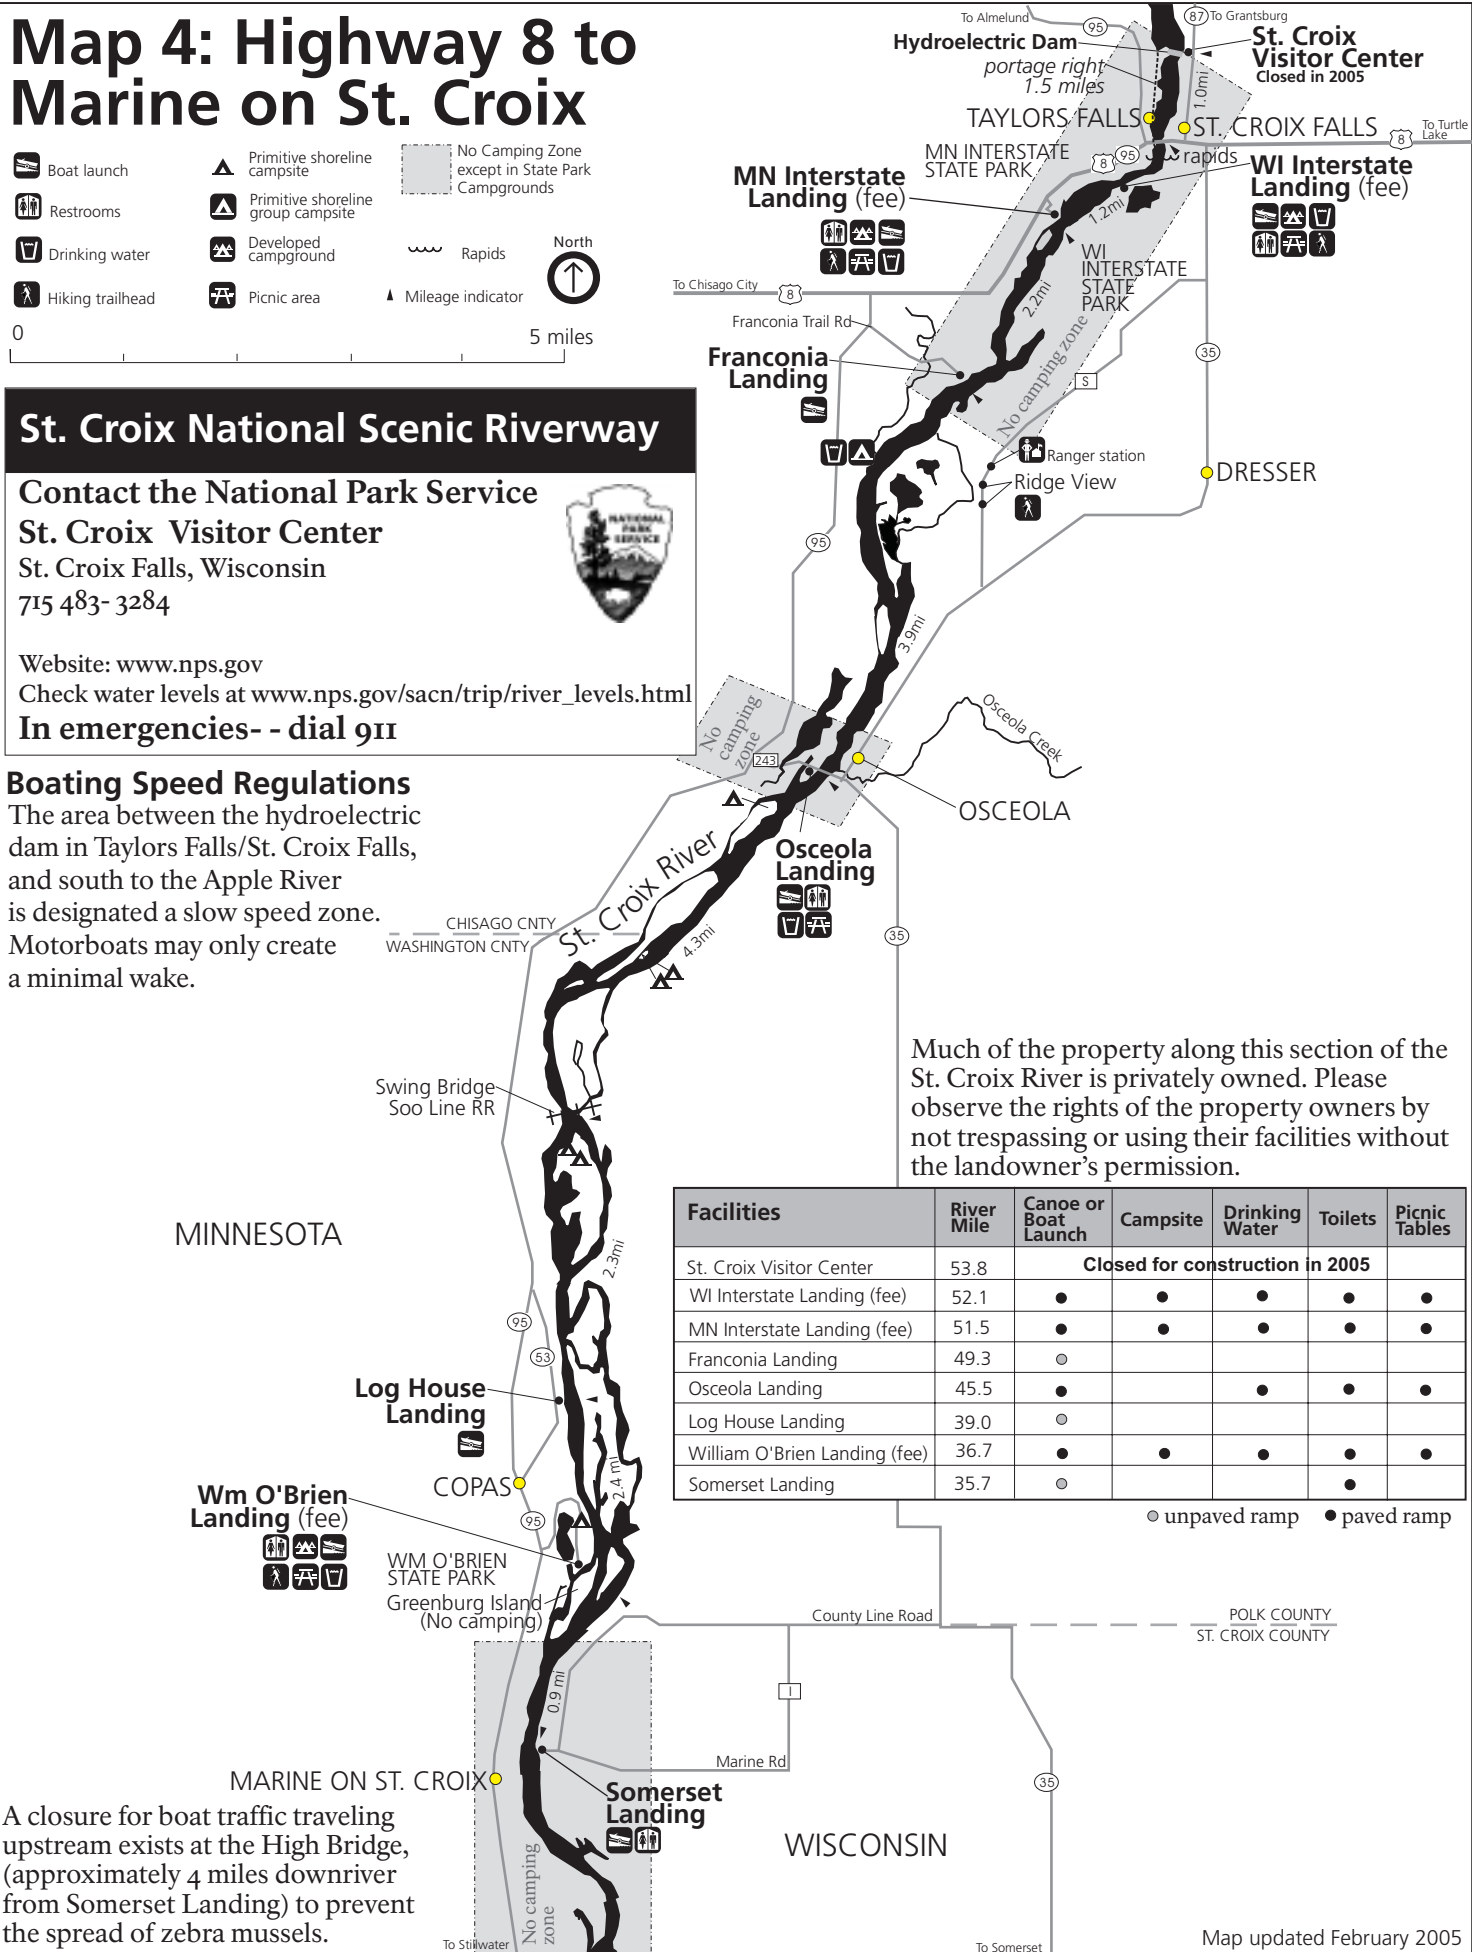 Map 4: Highway 8 to
Marine on St. Croix
Boat launch
Restrooms
Drinking water
Hiking trailhead
Primitive shoreline
campsite
Primitive shoreline
group campsite
Developed
campground
Picnic area
No Camping Zone
except in State Park
Campgrounds
Rapids
Mileage indicator
North
0
5 miles
St. Croix National Scenic Riverway
Contact the National Park Service
St. Croix Visitor Center
St. Croix Falls, Wisconsin
715 483- 3284
NATIONAL
PARK
SERVICE
Website: www.nps.gov
Check water levels at www.nps.gov/sacn/trip/river_levels.html
In emergencies- - dial 911
Boating Speed Regulations
The area between the hydroelectric
dam in Taylors Falls/St. Croix Falls,
and south to the Apple River
is designated a slow speed zone.
Motorboats may only create
a minimal wake.
To Almelund
95
87
To Grantsburg
Hydroelectric Dam
portage right
1.5 miles
St. Croix
Visitor Center
Closed in 2005
1.0mi
TAYLORS FALLS
ST. CROIX FALLS
8
To Turtle
Lake
MN INTERSTATE
STATE PARK
8
95
rapids
MN Interstate
Landing (fee)
WI Interstate
Landing (fee)
1.2mi
WI
INTERSTATE
STATE
PARK
To Chisago City
8
2.2mi
Franconia Trail Rd
Franconia
Landing
No camping zone
35
S
Ranger station
Ridge View
DRESSER
95
3.9mi
No
camping
zone
243
Osceola Creek
OSCEOLA
Osceola
Landing
St. Croix River
CHISAGO CNTY
WASHINGTON CNTY
4.3mi
35
Swing Bridge
Soo Line RR
Much of the property along this section of the
St. Croix River is privately owned. Please
observe the rights of the property owners by
not trespassing or using their facilities without
the landowner's permission.
MINNESOTA
2.3mi
95
53
Log House
Landing
COPAS
2.4 mi
Wm O'Brien
Landing (fee)
95
WM O'BRIEN
STATE PARK
Greenburg Island
(No camping)
Facilities River Mile Canoe or Boat Launch Campsite Drinking Water Toilets Picnic Tables
St. Croix Visitor Center 53.8 Closed for construction in 2005
WI Interstate Landing (fee) 52.1 ● ● ● ● ●
MN Interstate Landing (fee) 51.5 ● ● ● ● ●
Franconia Landing 49.3
Osceola Landing 45.5 ● ● ● ●
Log House Landing 39.0
William O'Brien Landing (fee) 36.7 ● ● ● ● ●
Somerset Landing 35.7 ●
unpaved ramp ● paved ramp
County Line Road
POLK COUNTY
ST. CROIX COUNTY
0.9 mi
I
Marine Rd
MARINE ON ST. CROIX
35
Somerset
Landing
WISCONSIN
No camping
zone
A closure for boat traffic traveling
upstream exists at the High Bridge,
(approximately 4 miles downriver
from Somerset Landing) to prevent
the spread of zebra mussels.
To Stillwater
To Somerset
Map updated February 2005